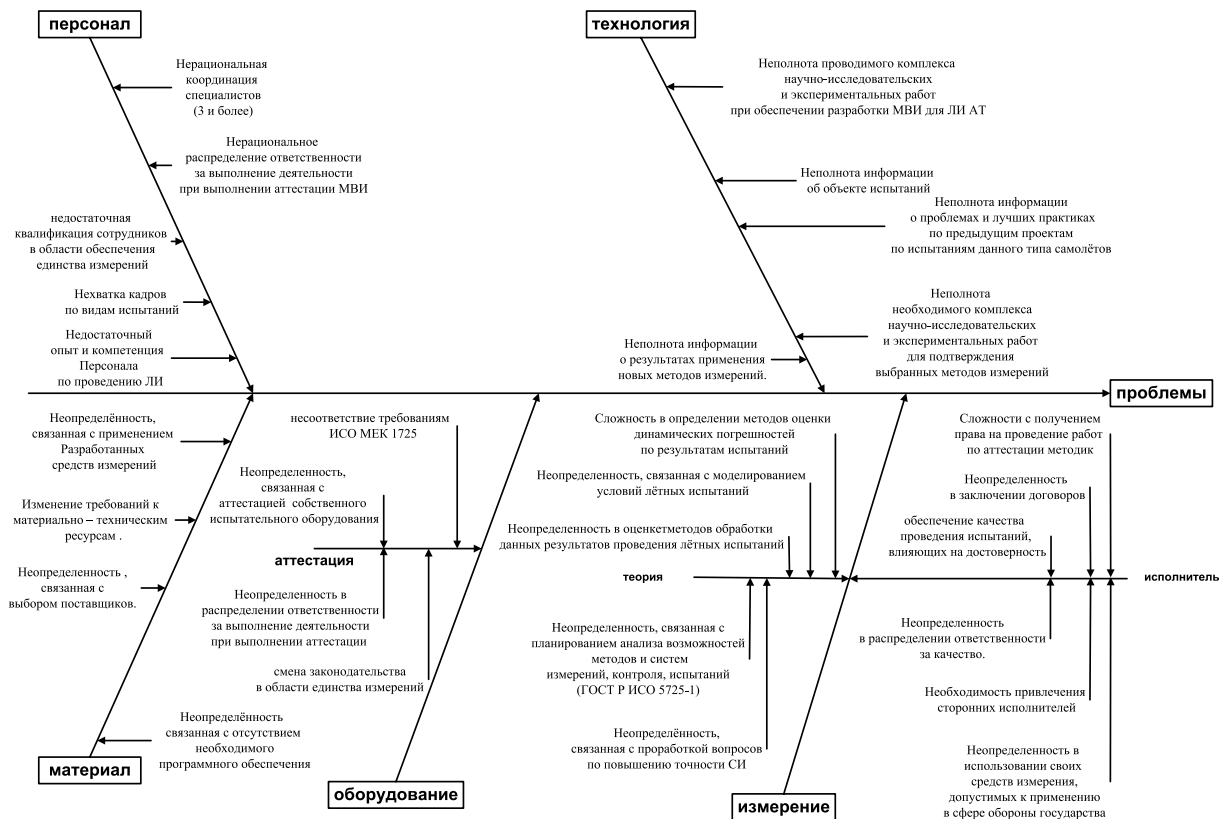 персонал
технология
Нерациональная
координация
специалистов
(3 и более)
Нерациональное
распределение ответственности
за выполнение деятельности
при выполнении аттестации МВИ
недостаточная
квалификация сотрудников
в области обеспечения
единства измерений
Нехватка кадров
по видам испытаний
Недостаточный
опыт и компетенция
Персонала
по проведению ЛИ
Неполнота проводимого комплекса
научно-исследовательских
и экспериментальных работ
при обеспечении разработки МВИ для ЛИ АТ
Неполнота информации
об объекте испытаний
Неполнота информации
о проблемах и лучших практиках
по предыдущим проектам
по испытаниям данного типа самолётов
Неполнота
необходимого комплекса
научно-исследовательских
и экспериментальных работ
для подтверждения
выбранных методов измерений
Неполнота информации
о результатах применения
новых методов измерений.
проблемы
Неопределённость,
связанная с применением
Разработанных
средств измерений
Изменение требований к
материально – техническим
ресурсам .
Неопределенность ,
связанная с
выбором поставщиков.
Неопределённость
связанная с отсутствием
необходимого
программного обеспечения
материал
несоответствие требованиям
ИСО МЕК 1725
Неопределенность,
связанная с
аттестацией собственного
испытательного оборудования
аттестация
Неопределенность в
распределении ответственности
за выполнение деятельности
при выполнении аттестации
смена законодательства
в области единства измерений
оборудование
Сложность в определении методов оценки
динамических погрешностей
по результатам испытаний
Неопределенность, связанная с моделированием
условий лётных испытаний
Неопределенность в оценкетметодов обработки
данных результатов проведения лётных испытаний
теория
Неопределенность, связанная с
планированием анализа возможностей
методов и систем
измерений, контроля, испытаний
(ГОСТ Р ИСО 5725-1)
Неопределённость,
связанная с проработкой вопросов
по повышению точности СИ
измерение
Сложности с получением
права на проведение работ
по аттестации методик
Неопределенность
в заключении договоров
обеспечение качества
проведения испытаний,
влияющих на достоверность
исполнитель
Неопределенность
в распределении ответственности
за качество.
Необходимость привлечения
сторонних исполнителей
Неопределенность в
использовании своих
средств измерения,
допустимых к применению
в сфере обороны государства